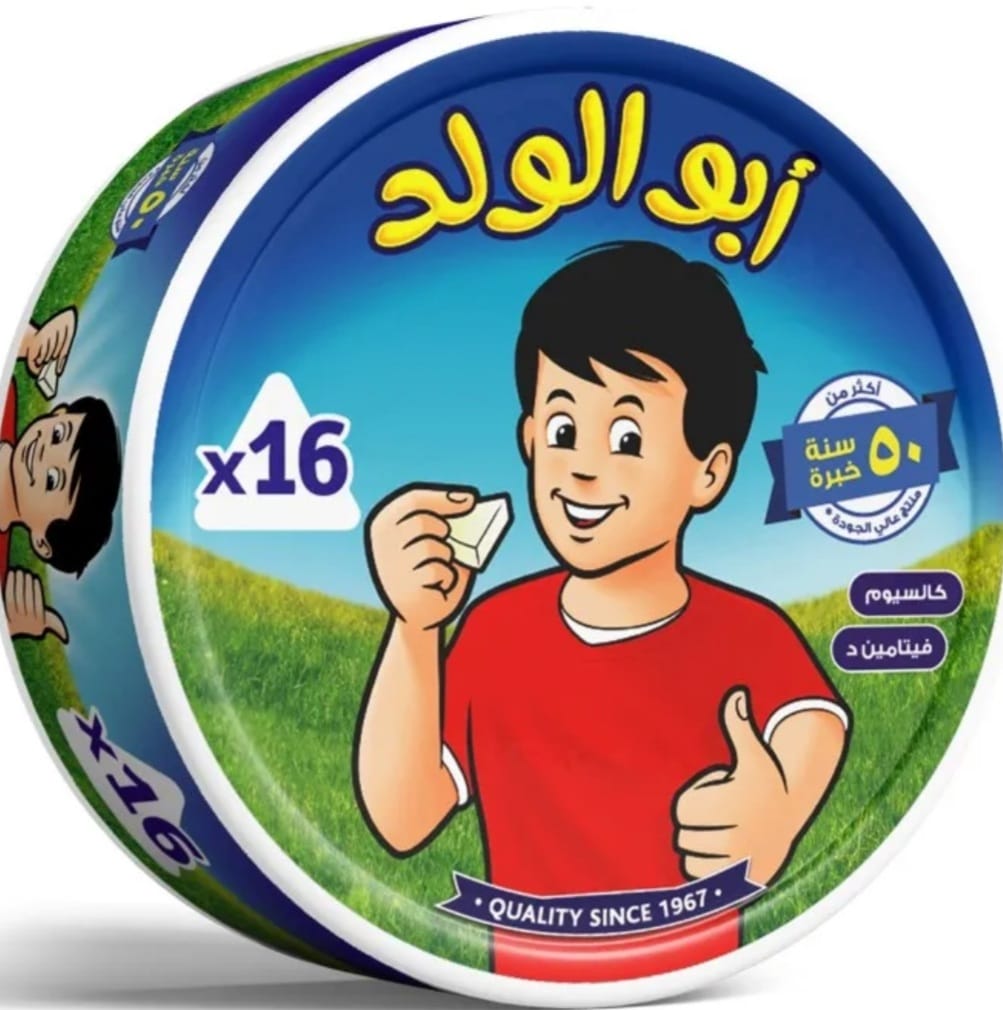 أبو الولد
x16
أكثر من
٥٠ سنة
خبرة
منتج عالي الجودة
كالسيوم
فيتامين د
• QUALITY SINCE 1967 •
x16